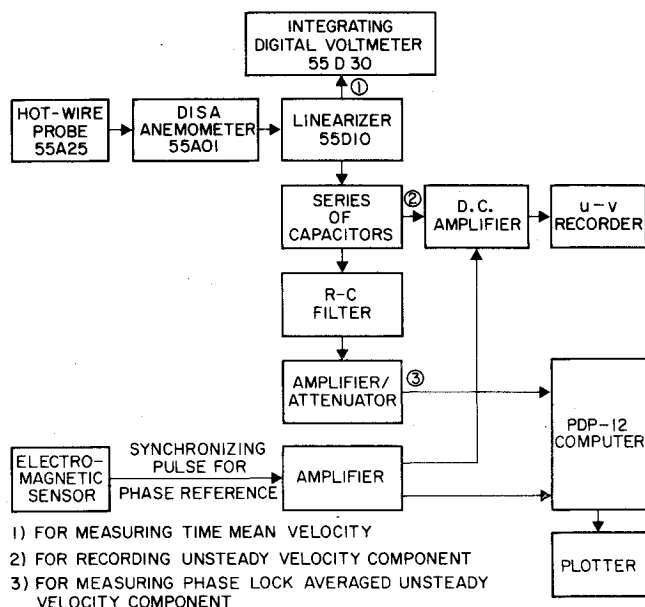 INTEGRATING
DIGITAL VOLTMETER
55 D 30
①
HOT-WIRE
PROBE
55A25
DISA
ANEMOMETER
55A01
LINEARIZER
55D10
SERIES
OF
CAPACITORS
②
D.C.
AMPLIFIER
u-v
RECORDER
R-C
FILTER
AMPLIFIER/
ATTENUATOR
③
PDP-12
COMPUTER
ELECTRO-
MAGNETIC
SENSOR
SYNCHRONIZING
PULSE FOR
PHASE REFERENCE
AMPLIFIER
PLOTTER
1) FOR MEASURING TIME MEAN VELOCITY
2) FOR RECORDING UNSTEADY VELOCITY COMPONENT
3) FOR MEASURING PHASE LOCK AVERAGED UNSTEADY
VELOCITY COMPONENT